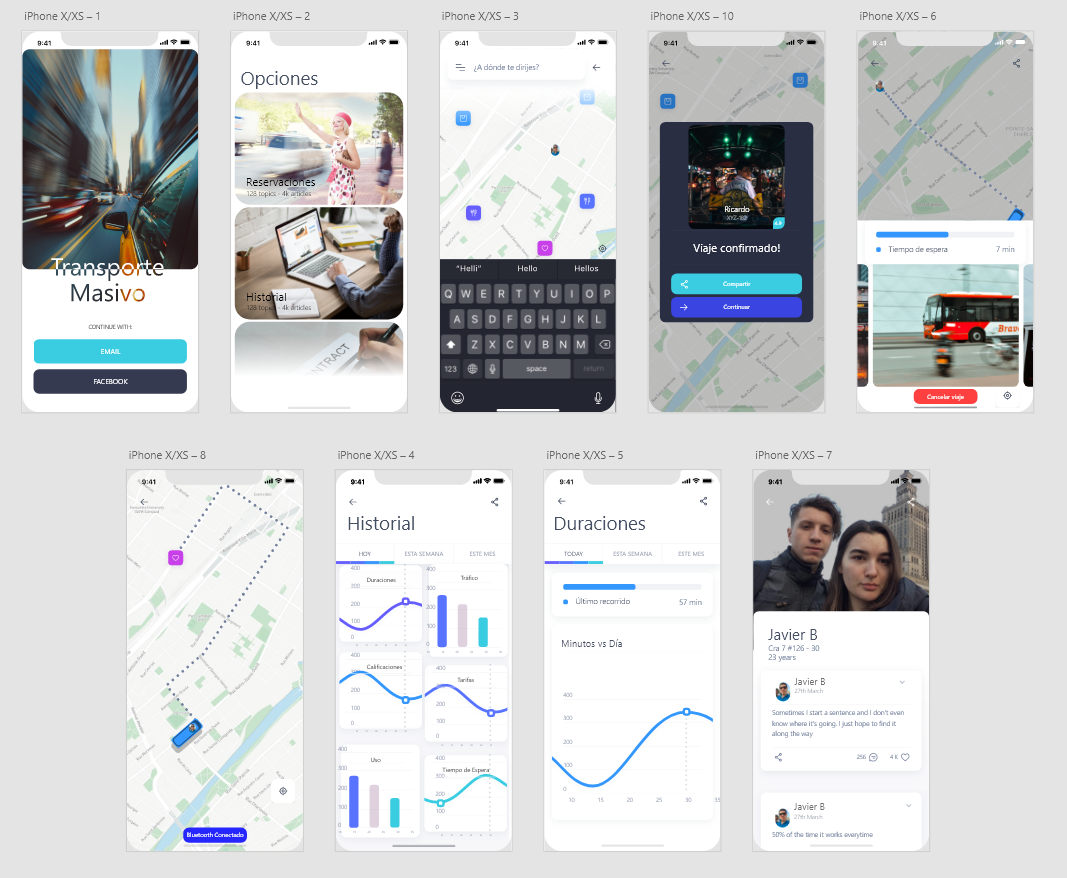 iPhone X/XS – 1
9:41
Transporte
Masivo
CONTINUE WITH:
EMAIL
FACEBOOK
iPhone X/XS – 2
9:41
Opciones
Reservaciones
128 topics · 4k articles
Historial
128 topics · 4k articles
CONTRACT
iPhone X/XS – 3
9:41
¿A dónde te dirijes?
"Helli" Hello Hellos
Q W E R T Y U I O P
A S D F G H J K L
Z X C V B N M
123 space return
iPhone X/XS – 10
9:41
Ricardo
4.9
Viaje confirmado!
Compartir
Continuar
iPhone X/XS – 6
9:41
Tiempo de espera 7 min
Brave
Cancelar viaje
iPhone X/XS – 8
9:41
Bluetooth Conectado
iPhone X/XS – 4
9:41
Historial
HOY ESTA SEMANA ESTE MES
Duraciones
400
300
200
100
0
Tráfico
400
300
200
100
0
Calificaciones
400
300
200
100
0
Tarifas
400
300
200
100
0
Uso
400
300
200
100
0
Tiempo de Espera
400
300
200
100
0
iPhone X/XS – 5
9:41
Duraciones
TODAY ESTA SEMANA ESTE MES
Último recorrido 57 min
Minutos vs Día
400
300
200
100
0
10 15 20 25 30 35
iPhone X/XS – 7
9:41
Javier B
Cra 7 #126 - 30
23 years
Javier B
27th March
Sometimes I start a sentence and I don't even
know where it's going. I just hope to find it
along the way
256 4 K
Javier B
27th March
50% of the time it works everytime